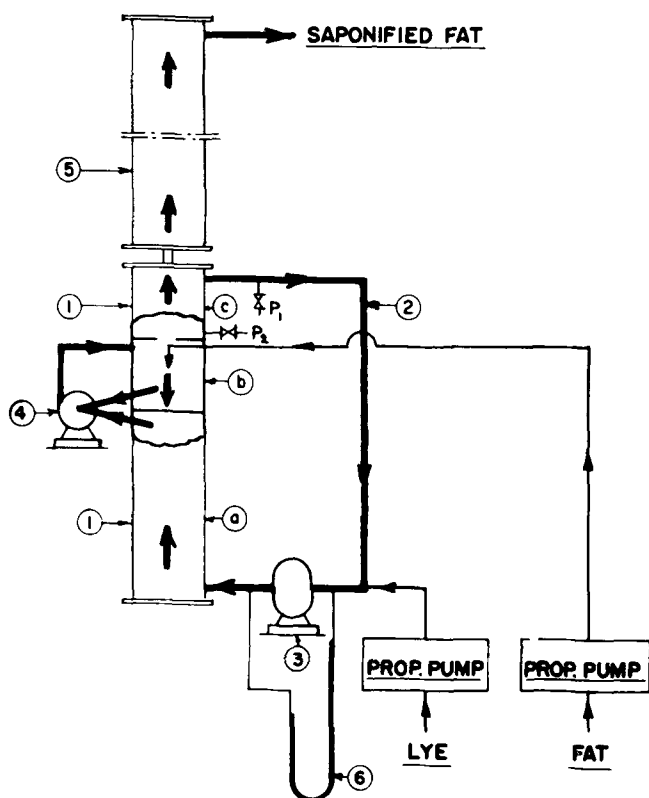 SAPONIFIED FAT
5
1
c
2
P1
P2
b
4
1
a
3
PROP. PUMP
PROP. PUMP
LYE
FAT
6